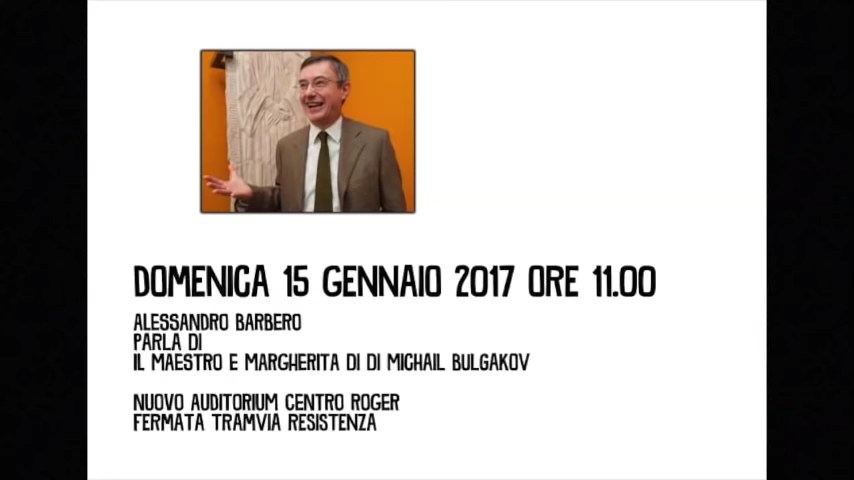 DOMENICA 15 GENNAIO 2017 ORE 11.00
ALESSANDRO BARBERO
PARLA DI
IL MAESTRO E MARGHERITA DI DI MICHAIL BULGAKOV
NUOVO AUDITORIUM CENTRO ROGER
FERMATA TRAMVIA RESISTENZA